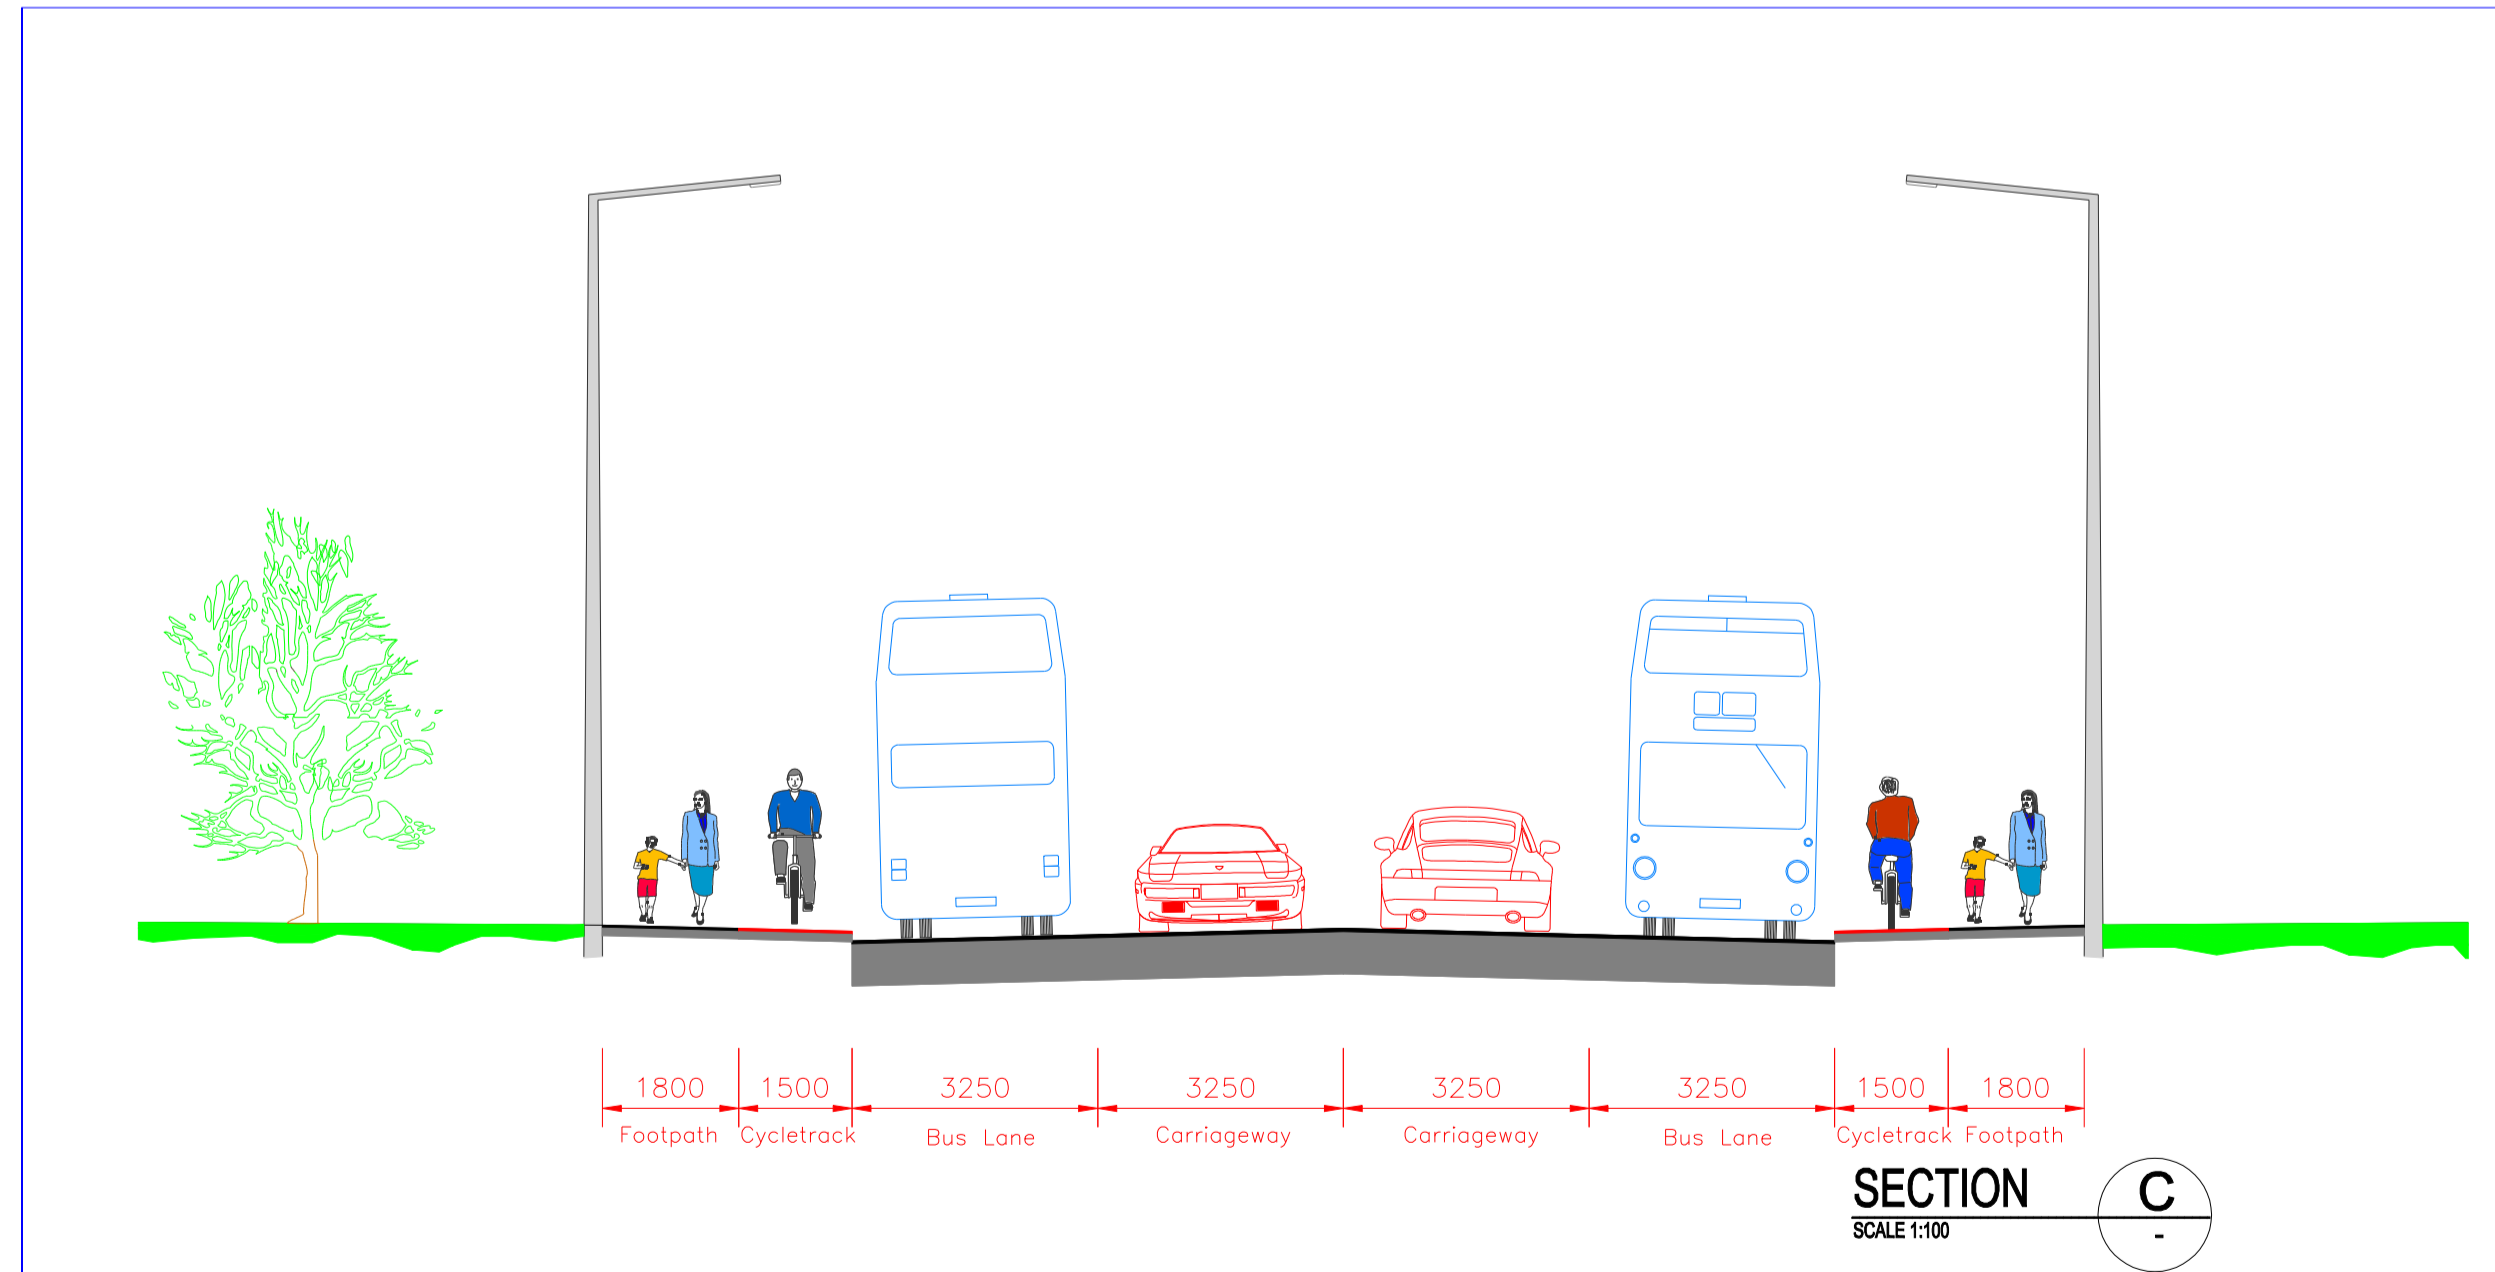 1800 1500 3250 3250 3250 3250 1500 1800
Footpath Cycletrack Bus Lane Carriageway Carriageway Bus Lane Cycletrack Footpath
SECTION C
SCALE 1:100 -